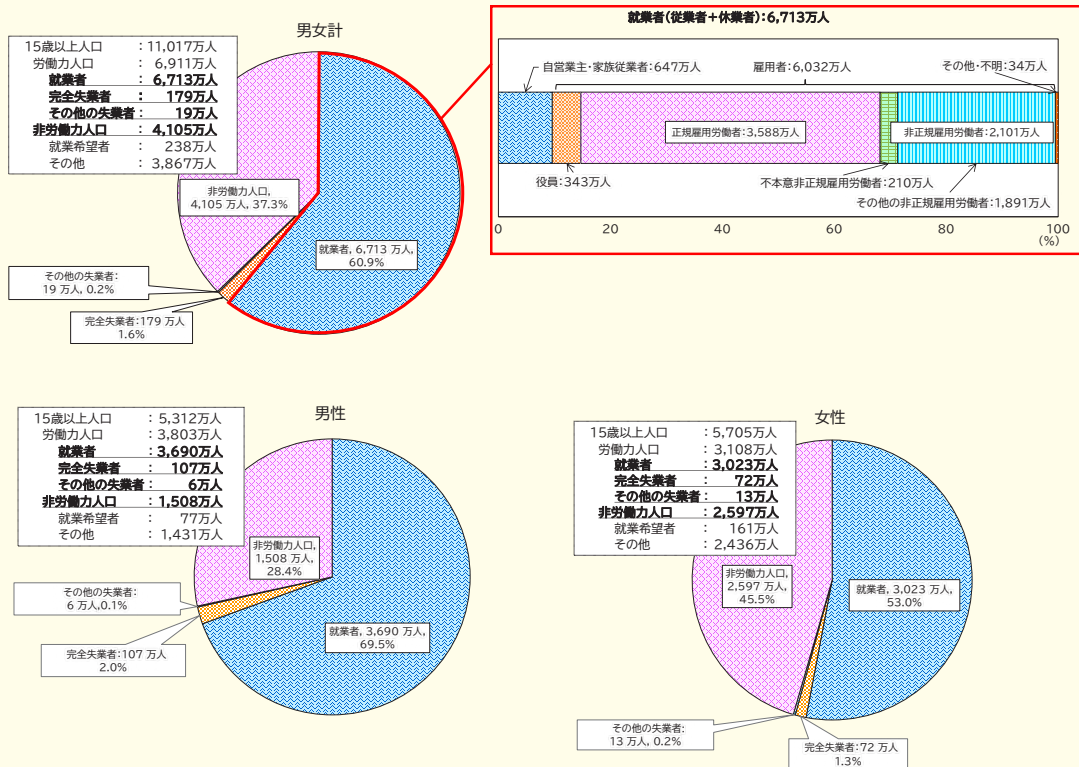 男女計
15歳以上人口 : 11,017万人
労働力人口 : 6,911万人
就業者 : 6,713万人
完全失業者 : 179万人
その他の失業者 : 19万人
非労働力人口 : 4,105万人
就業希望者 : 238万人
その他 : 3,867万人
非労働力人口,
4,105 万人, 37.3%
就業者, 6,713 万人,
60.9%
その他の失業者:
19 万人, 0.2%
完全失業者:179 万人
1.6%
就業者(従業者+休業者):6,713万人
自営業主・家族従業者:647万人
雇用者:6,032万人
その他・不明:34万人
正規雇用労働者:3,588万人
非正規雇用労働者:2,101万人
役員:343万人
不本意非正規雇用労働者:210万人
その他の非正規雇用労働者:1,891万人
0 20 40 60 80 100
(%)
男性
15歳以上人口 : 5,312万人
労働力人口 : 3,803万人
就業者 : 3,690万人
完全失業者 : 107万人
その他の失業者 : 6万人
非労働力人口 : 1,508万人
就業希望者 : 77万人
その他 : 1,431万人
非労働力人口,
1,508 万人,
28.4%
その他の失業者:
6 万人,0.1%
就業者, 3,690 万人,
69.5%
完全失業者:107 万人
2.0%
女性
15歳以上人口 : 5,705万人
労働力人口 : 3,108万人
就業者 : 3,023万人
完全失業者 : 72万人
その他の失業者 : 13万人
非労働力人口 : 2,597万人
就業希望者 : 161万人
その他 : 2,436万人
非労働力人口,
2,597 万人,
45.5%
就業者, 3,023 万人,
53.0%
その他の失業者:
13 万人, 0.2%
完全失業者:72 万人
1.3%